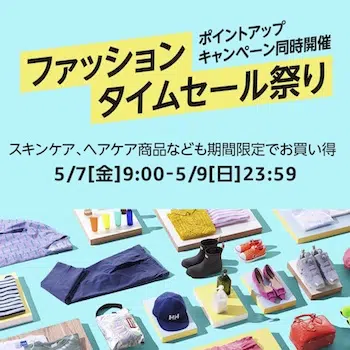 ポイントアップ
キャンペーン同時開催
ファッション
タイムセール祭り
スキンケア、ヘアケア商品なども期間限定でお買い得
5/7[金]9:00-5/9[日]23:59